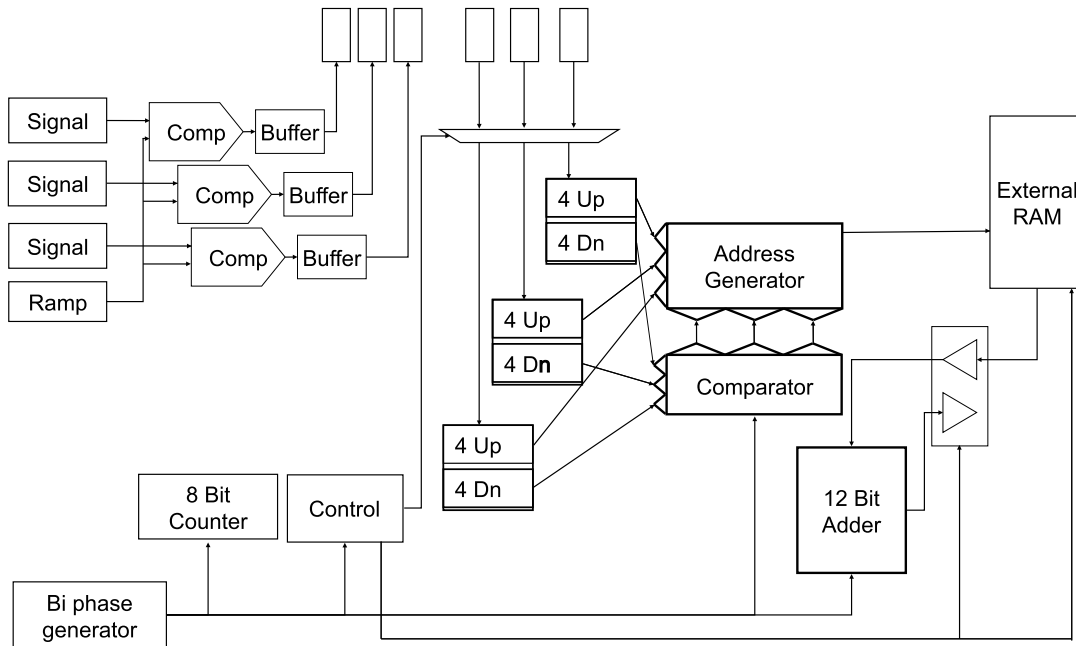 Signal
Comp
Buffer
Signal
Comp
Buffer
Signal
Comp
Buffer
Ramp
4 Up
4 Dn
4 Up
4 Dn
4 Up
4 Dn
Address
Generator
Comparator
External
RAM
12 Bit
Adder
8 Bit
Counter
Control
Bi phase
generator